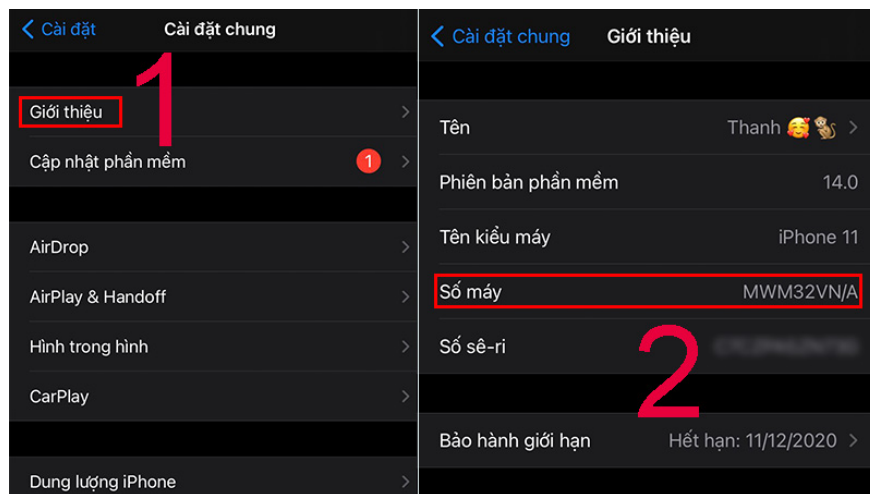 Cài đặt
Cài đặt chung
1
Giới thiệu
Cập nhật phần mềm
1
AirDrop
AirPlay & Handoff
Hình trong hình
CarPlay
Dung lượng iPhone
Cài đặt chung
Giới thiệu
Tên
Thanh 🥰 🐒
Phiên bản phần mềm
14.0
Tên kiểu máy
iPhone 11
Số máy
MWM32VN/A
Số sê-ri
2
Bảo hành giới hạn
Hết hạn: 11/12/2020